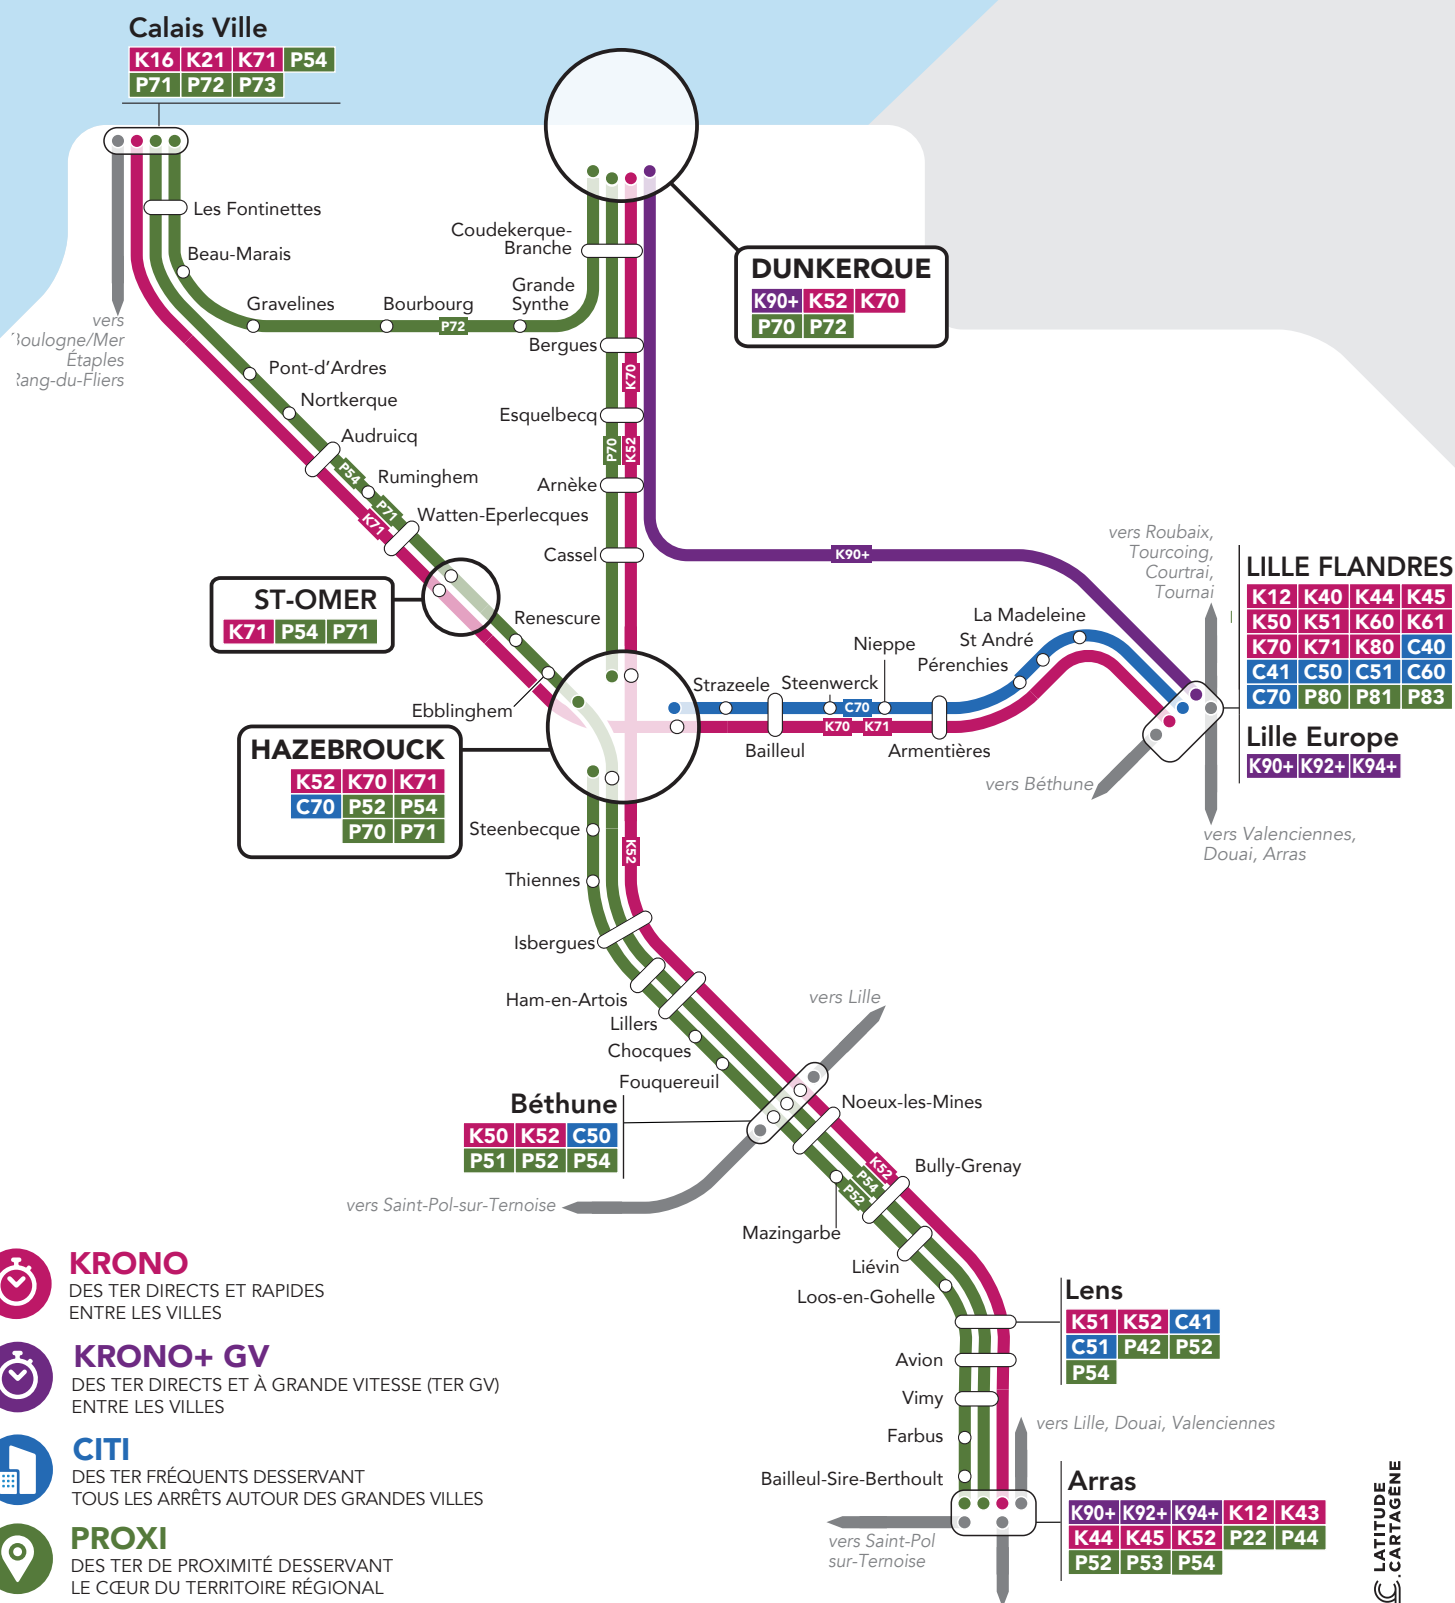 Calais Ville
K16 K21 K71 P54
P71 P72 P73
Les Fontinettes
Beau-Marais
Gravelines
Bourbourg
P72
Grande
Synthe
Coudekerque-
Branche
vers
Boulogne/Mer
Étaples
Rang-du-Fliers
DUNKERQUE
K90+ K52 K70
P70 P72
Bergues
K70
Esquelbecq
P70 K52
Arnèke
Cassel
Pont-d'Ardres
Nortkerque
Audruicq
P54
Ruminghem
P71
K71
Watten-Eperlecques
ST-OMER
K71 P54 P71
Renescure
Ebblinghem
K90+
vers Roubaix,
Tourcoing,
Courtrai,
Tournai
LILLE FLANDRES
K12 K40 K44 K45
K50 K51 K60 K61
K70 K71 K80 C40
C41 C50 C51 C60
C70 P80 P81 P83
Lille Europe
K90+ K92+ K94+
La Madeleine
St André
Pérenchies
Nieppe
Steenwerck
Strazeele
C70
K70 K71
Bailleul
Armentières
vers Béthune
vers Valenciennes,
Douai, Arras
HAZEBROUCK
K52 K70 K71
C70 P52 P54
P70 P71
Steenbecque
K52
Thiennes
Isbergues
Ham-en-Artois
Lillers
Chocques
Fouquereuil
vers Lille
Béthune
K50 K52 C50
P51 P52 P54
vers Saint-Pol-sur-Ternoise
Noeux-les-Mines
K52
P54
P52
Bully-Grenay
Mazingarbe
Liévin
Loos-en-Gohelle
Lens
K51 K52 C41
C51 P42 P52
P54
Avion
Vimy
Farbus
Bailleul-Sire-Berthoult
vers Lille, Douai, Valenciennes
Arras
K90+ K92+ K94+ K12 K43
K44 K45 K52 P22 P44
P52 P53 P54
vers Saint-Pol
sur-Ternoise
KRONO
DES TER DIRECTS ET RAPIDES
ENTRE LES VILLES
KRONO+ GV
DES TER DIRECTS ET À GRANDE VITESSE (TER GV)
ENTRE LES VILLES
CITI
DES TER FRÉQUENTS DESSERVANT
TOUS LES ARRÊTS AUTOUR DES GRANDES VILLES
PROXI
DES TER DE PROXIMITÉ DESSERVANT
LE CŒUR DU TERRITOIRE RÉGIONAL
LATITUDE
.CARTAGÈNE